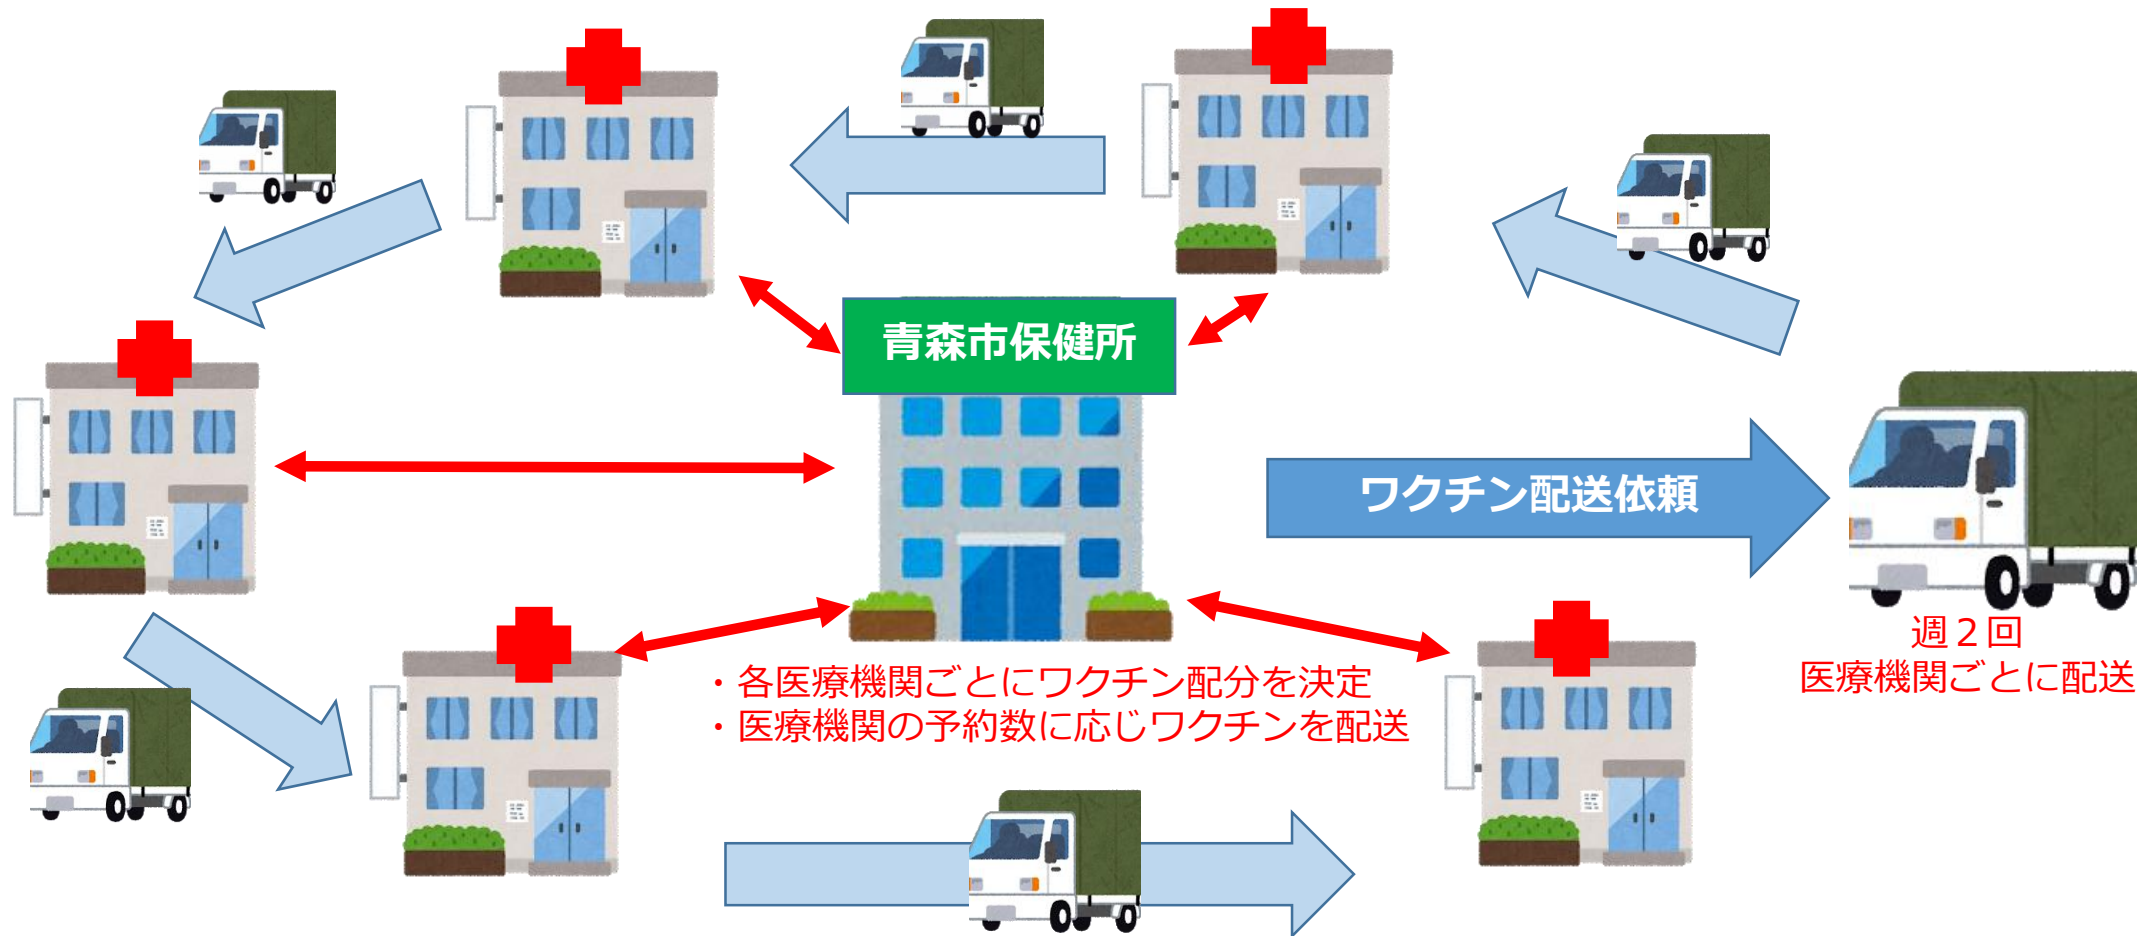 青森市保健所
ワクチン配送依頼
週２回
医療機関ごとに配送
・各医療機関ごとにワクチン配分を決定
・医療機関の予約数に応じワクチンを配送